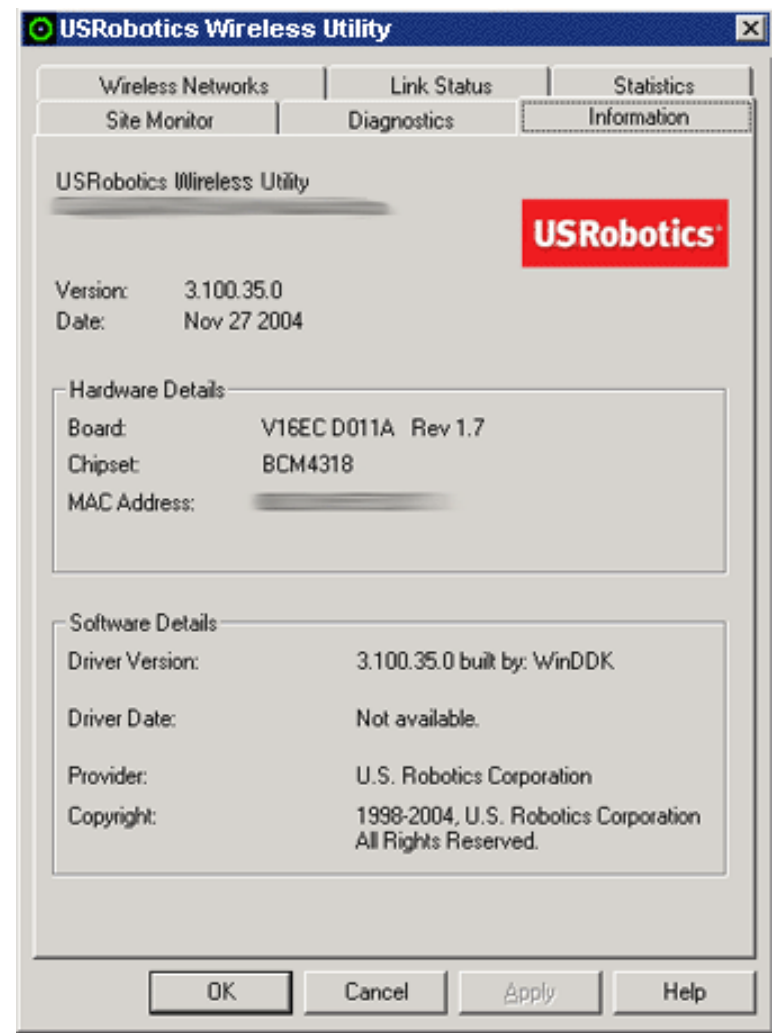 USRobotics Wireless Utility
Wireless Networks Link Status Statistics
Site Monitor Diagnostics Information
USRobotics Wireless Utility
USRobotics
Version: 3.100.35.0
Date: Nov 27 2004
Hardware Details
Board: V16EC D011A Rev 1.7
Chipset: BCM4318
MAC Address:
Software Details
Driver Version: 3.100.35.0 built by: WinDDK
Driver Date: Not available.
Provider: U.S. Robotics Corporation
Copyright: 1998-2004, U.S. Robotics Corporation
All Rights Reserved.
OK Cancel Apply Help